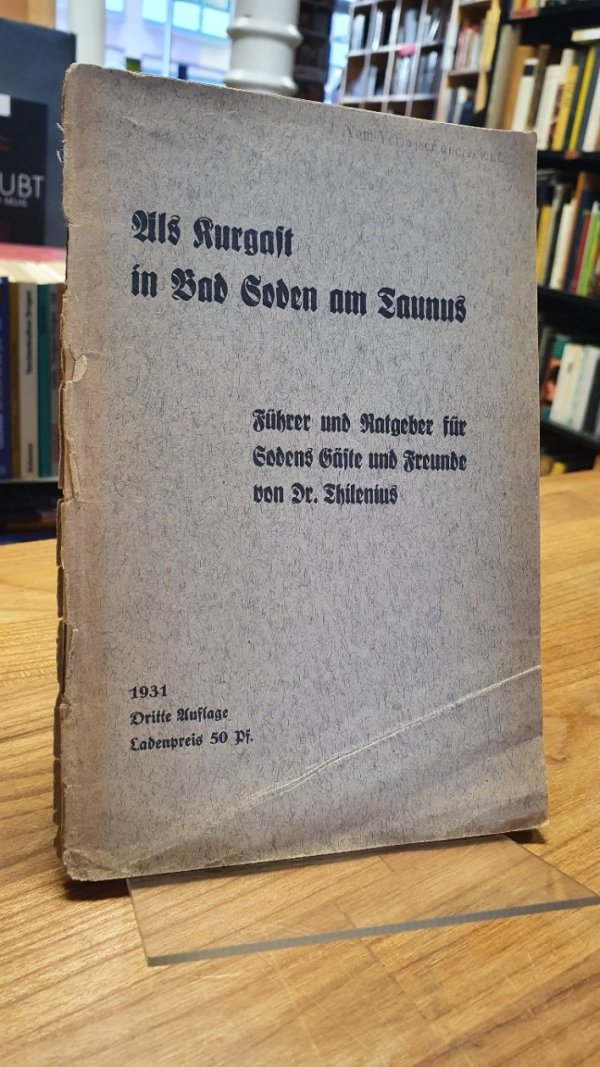 Als Kurgast
in Bad Soden am Taunus
Führer und Ratgeber für
Sodens Gäste und Freunde
von Dr. Thilenius
1931
Dritte Auflage
Ladenpreis 50 Pf.
UBT